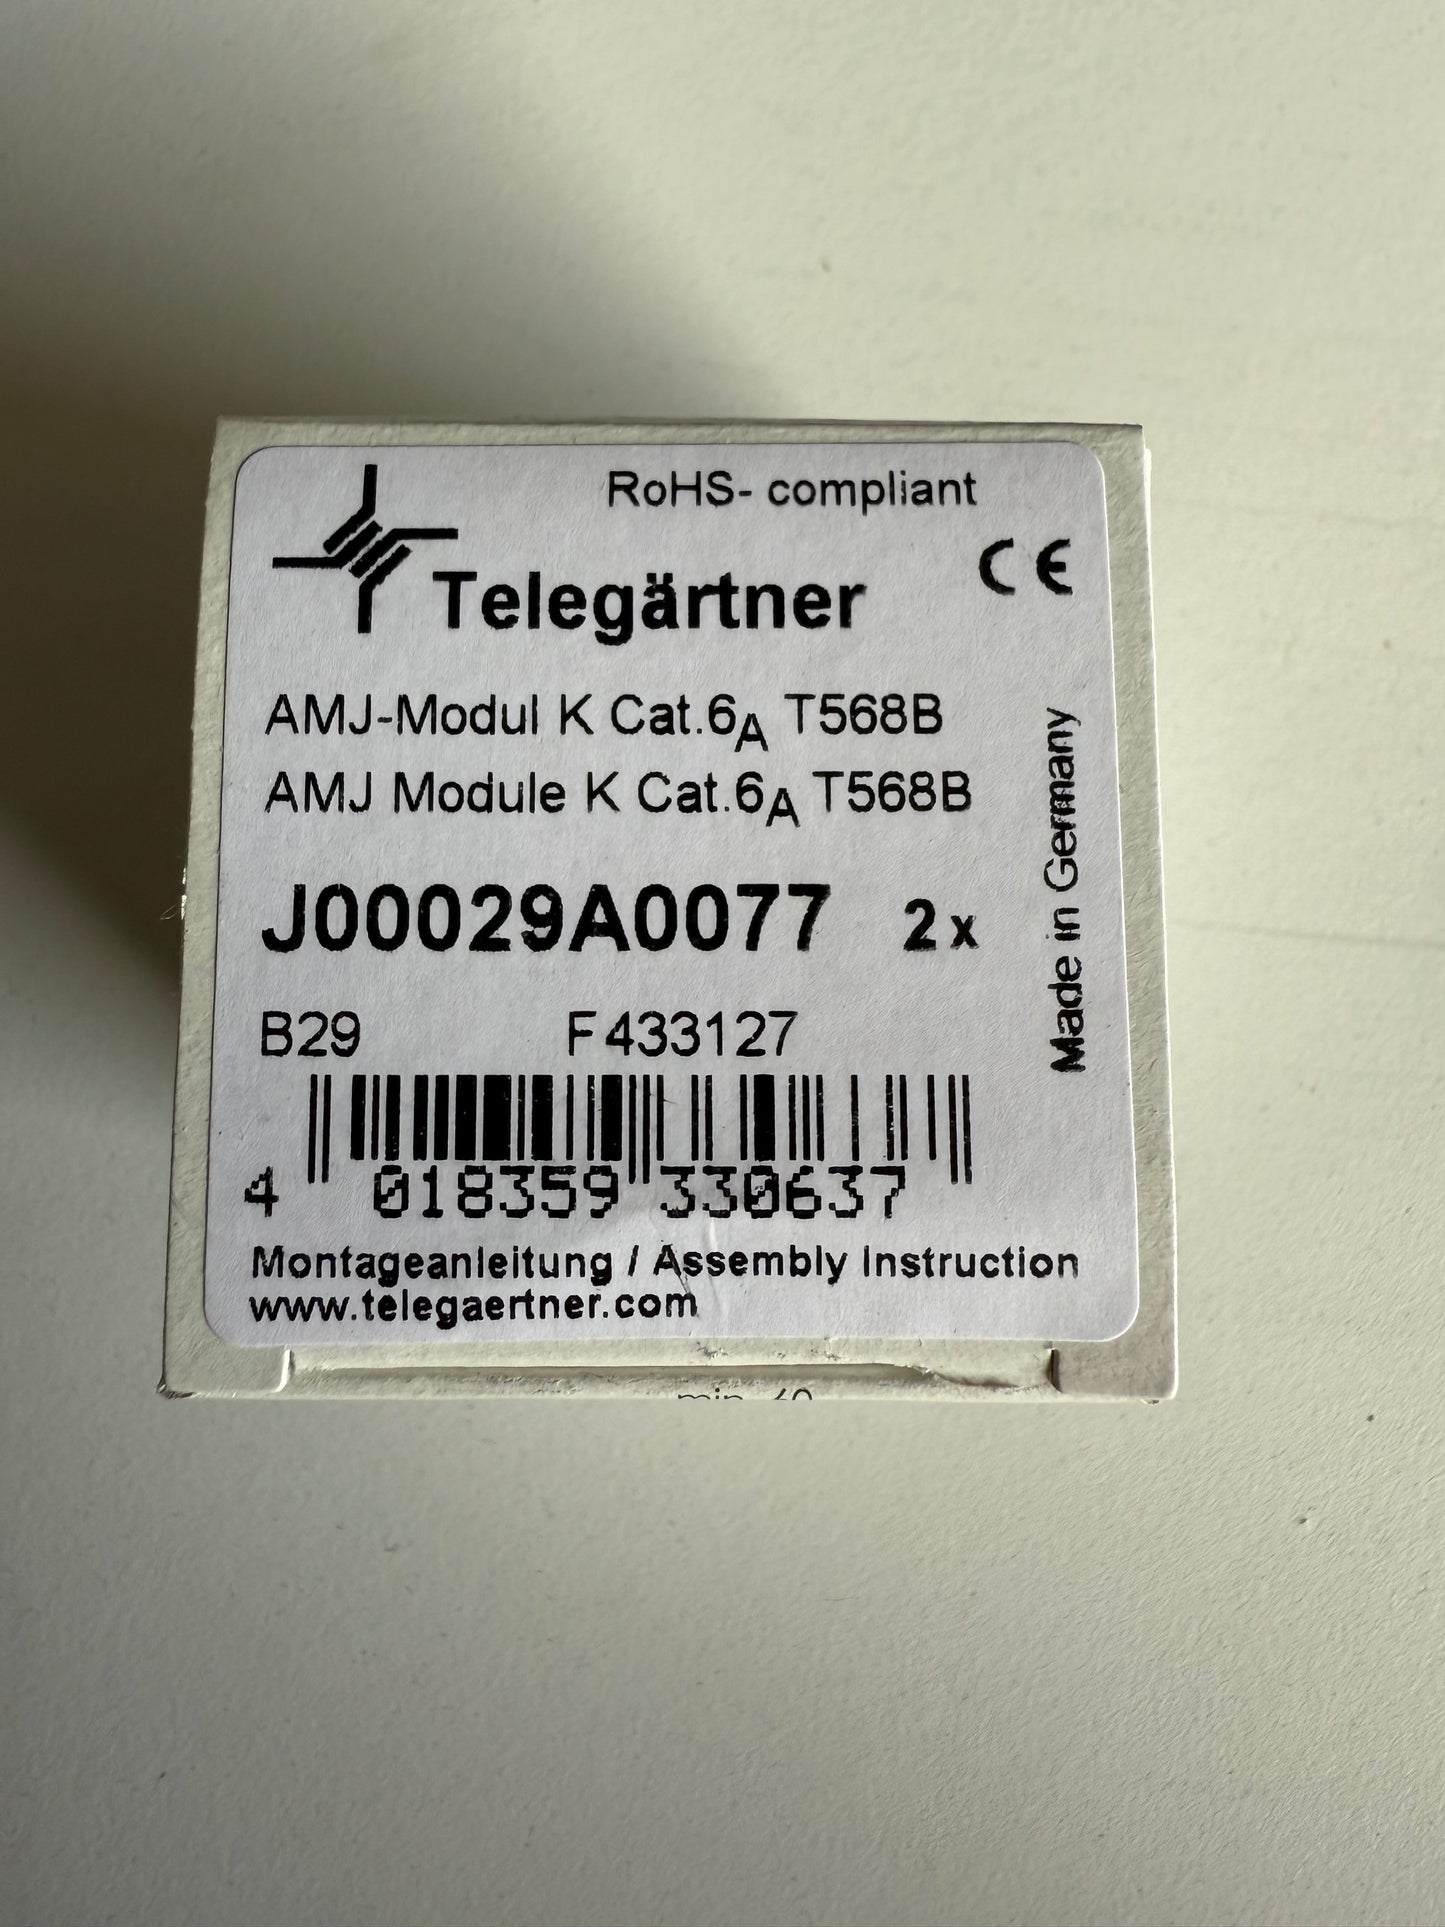 RoHS- compliant
CE
Telegärtner
AMJ-Modul K Cat.6A T568B
AMJ Module K Cat.6A T568B
J00029A0077 2x
Made in Germany
B29 F433127
4 018359 330637
Montageanleitung / Assembly Instruction
www.telegaertner.com